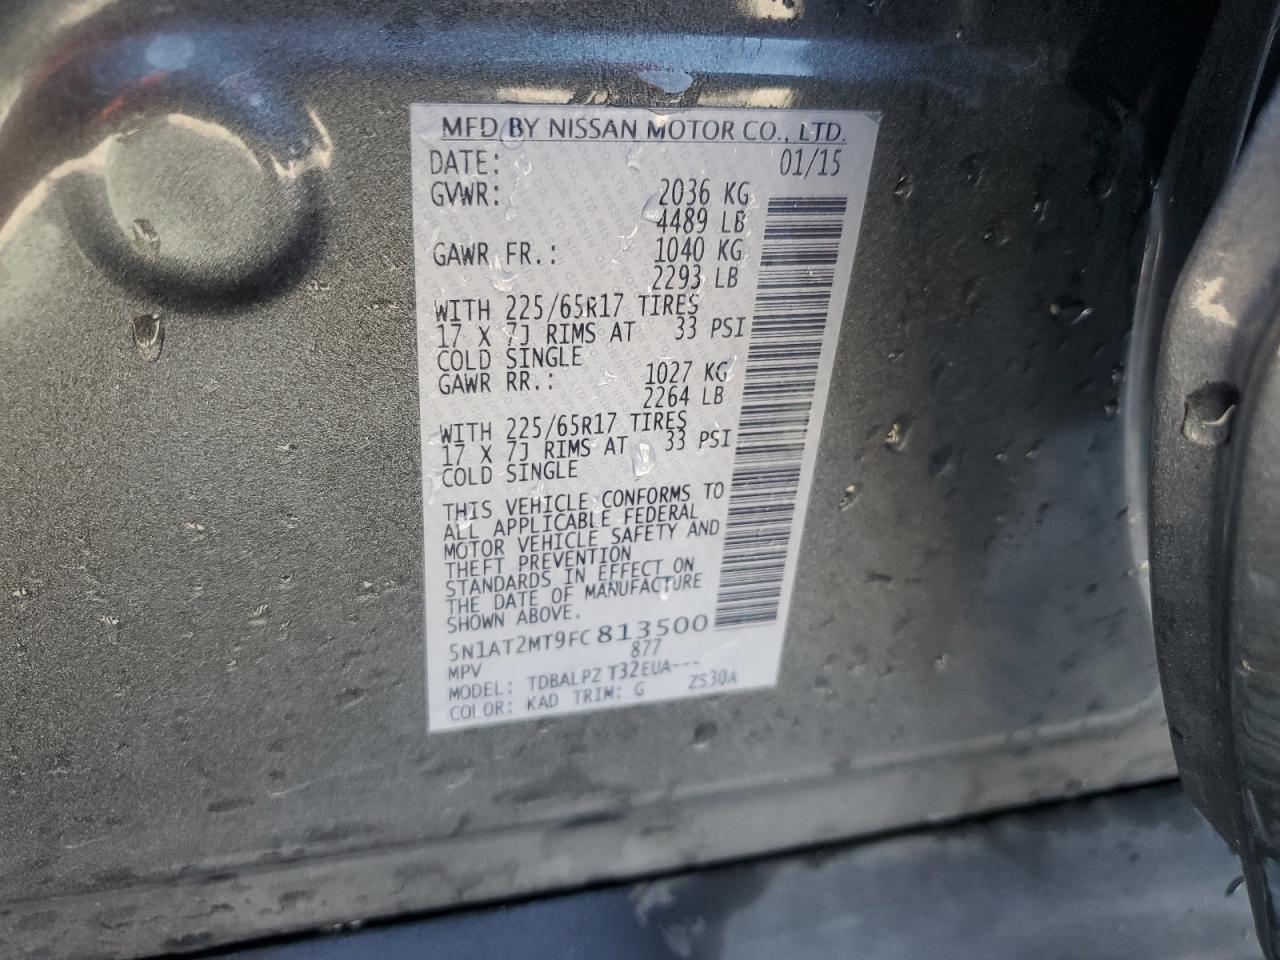 MFD BY NISSAN MOTOR CO., LTD.
DATE: 01/15
GVWR: 2036 KG
4489 LB
GAWR FR.: 1040 KG
2293 LB
WITH 225/65R17 TIRES
17 X 7J RIMS AT 33 PSI
COLD SINGLE
GAWR RR.: 1027 KG
2264 LB
WITH 225/65R17 TIRES
17 X 7J RIMS AT 33 PSI
COLD SINGLE
THIS VEHICLE CONFORMS TO
ALL APPLICABLE FEDERAL
MOTOR VEHICLE SAFETY AND
THEFT PREVENTION
STANDARDS IN EFFECT ON
THE DATE OF MANUFACTURE
SHOWN ABOVE.
5N1AT2MT9FC813500
MPV 877
MODEL: TDBALPZ T32EUA---
COLOR: KAD TRIM: G ZS30A